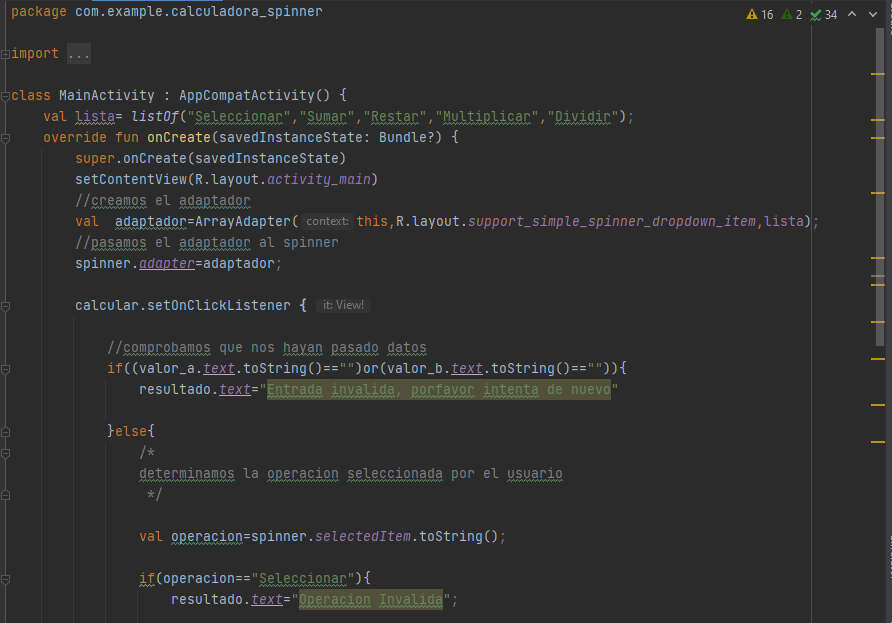 package com.example.calculadora_spinner
16 2 34
import ...
class MainActivity : AppCompatActivity() {
val lista= listOf("Seleccionar","Sumar","Restar","Multiplicar","Dividir");
override fun onCreate(savedInstanceState: Bundle?) {
super.onCreate(savedInstanceState)
setContentView(R.layout.activity_main)
//creamos el adaptador
val adaptador=ArrayAdapter( context: this,R.layout.support_simple_spinner_dropdown_item,lista);
//pasamos el adaptador al spinner
spinner.adapter=adaptador;
calcular.setOnClickListener { it: View!
//comprobamos que nos hayan pasado datos
if((valor_a.text.toString()=="")or(valor_b.text.toString()=="")){
resultado.text="Entrada invalida, porfavor intenta de nuevo"
}else{
/*
determinamos la operacion seleccionada por el usuario
*/
val operacion=spinner.selectedItem.toString();
if(operacion=="Seleccionar"){
resultado.text="Operacion Invalida";